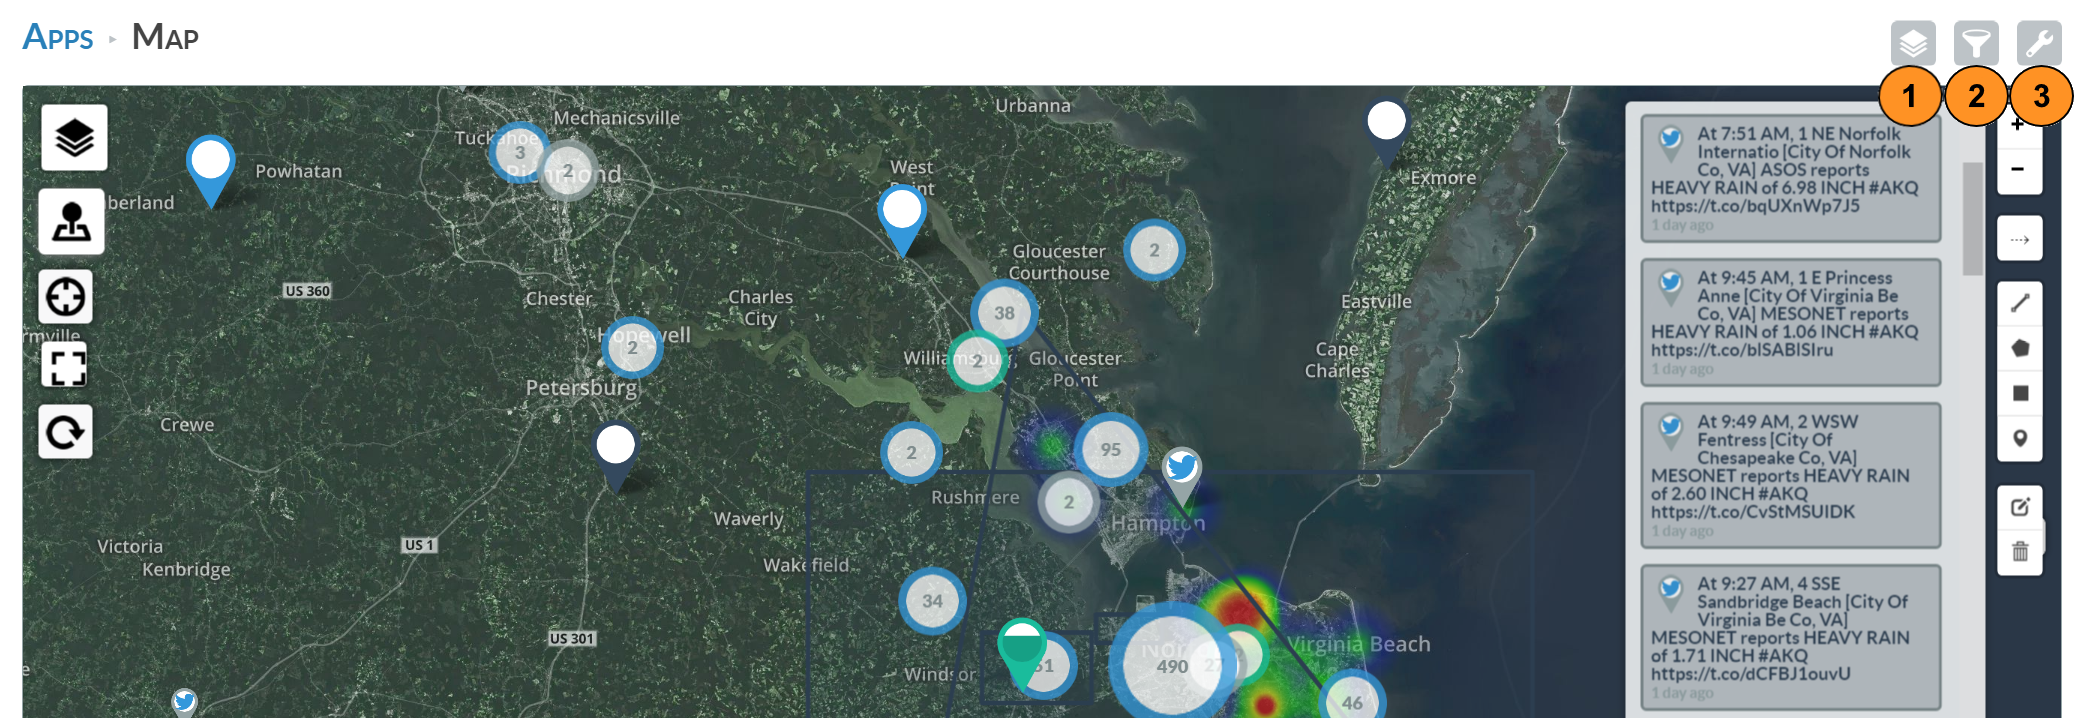 Apps ▸ Map
1
2
3
Urbanna
Mechanicsville
Tuckahoe
3
2
Richmond
West
Point
Powhatan
Exmore
berland
Gloucester
Courthouse
2
US 360
Chester
Charles
City
Eastville
38
rmville
Hopewell
2
Williamsburg
2
Gloucester
Point
Cape
Charles
Petersburg
Crewe
2
95
Rushmere
2
Hampton
Waverly
US 1
Victoria
Kenbridge
Wakefield
34
US 301
Virginia Beach
Windsor
51
490
27
46
At 7:51 AM, 1 NE Norfolk
Internatio [City Of Norfolk
Co, VA] ASOS reports
HEAVY RAIN of 6.98 INCH #AKQ
https://t.co/bqUXnWp7J5
1 day ago
At 9:45 AM, 1 E Princess
Anne [City Of Virginia Be
Co, VA] MESONET reports
HEAVY RAIN of 1.06 INCH #AKQ
https://t.co/blSABlSIru
1 day ago
At 9:49 AM, 2 WSW
Fentress [City Of
Chesapeake Co, VA]
MESONET reports HEAVY RAIN
of 2.60 INCH #AKQ
https://t.co/CvStMSUIDK
1 day ago
At 9:27 AM, 4 SSE
Sandbridge Beach [City Of
Virginia Be Co, VA]
MESONET reports HEAVY RAIN
of 1.71 INCH #AKQ
https://t.co/dCFBJ1ouvU
1 day ago
+
−